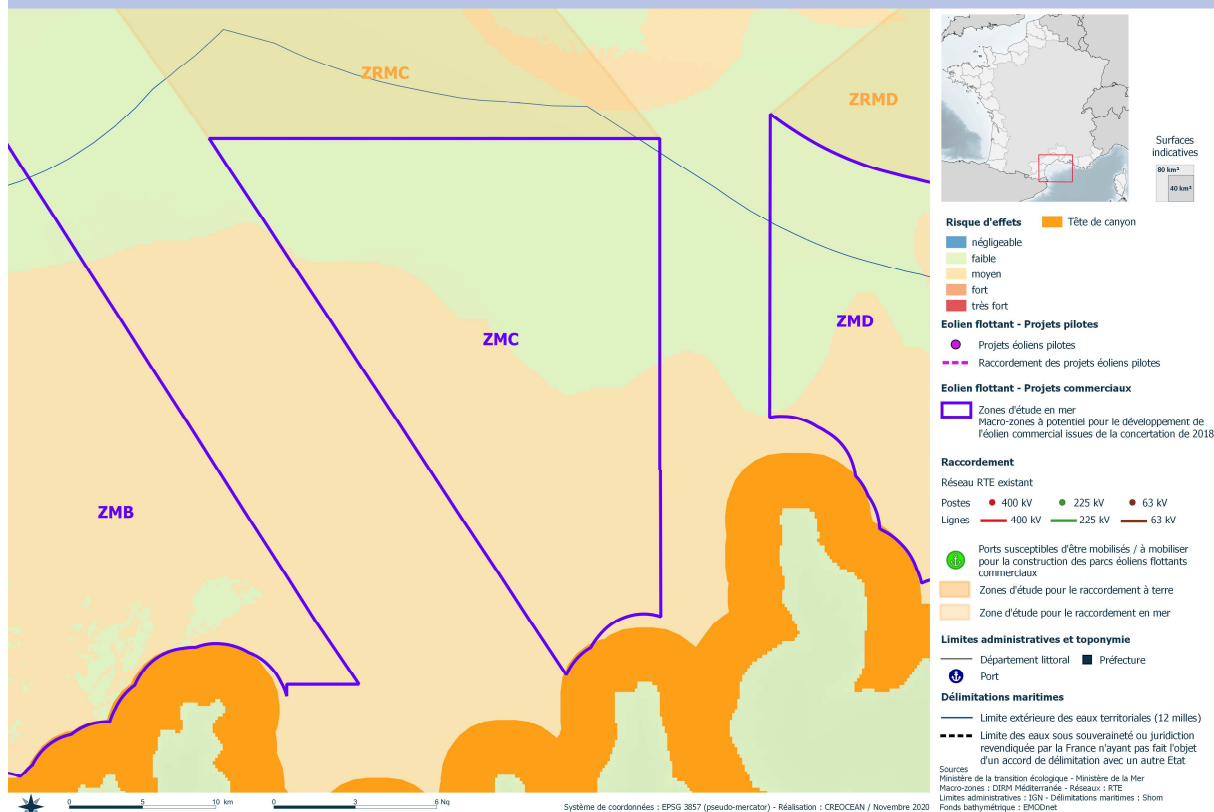 ZRMC
ZRMD
ZMC
ZMD
ZMB
Surfaces
indicatives
80 km²
40 km²
Risque d'effets
Tête de canyon
négligeable
faible
moyen
fort
très fort
Eolien flottant - Projets pilotes
Projets éoliens pilotes
Raccordement des projets éoliens pilotes
Eolien flottant - Projets commerciaux
Zones d'étude en mer
Macro-zones à potentiel pour le développement de
l'éolien commercial issues de la concertation de 2018
Raccordement
Réseau RTE existant
Postes 400 kV 225 kV 63 kV
Lignes 400 kV 225 kV 63 kV
Ports susceptibles d'être mobilisés / à mobiliser
pour la construction des parcs éoliens flottants
commerciaux
Zones d'étude pour le raccordement à terre
Zone d'étude pour le raccordement en mer
Limites administratives et toponymie
Département littoral Préfecture
Port
Délimitations maritimes
Limite extérieure des eaux territoriales (12 milles)
Limite des eaux sous souveraineté ou juridiction
revendiquée par la France n'ayant pas fait l'objet
d'un accord de délimitation avec un autre Etat
Sources
Ministère de la transition écologique - Ministère de la Mer
Macro-zones : DIRM Méditerranée - Réseaux : RTE
Limites administratives : IGN - Délimitations maritimes : Shom
Fonds bathymétrique : EMODnet
0 5 10 km
0 3 6 Nq
Système de coordonnées : EPSG 3857 (pseudo-mercator) - Réalisation : CREOCEAN / Novembre 2020